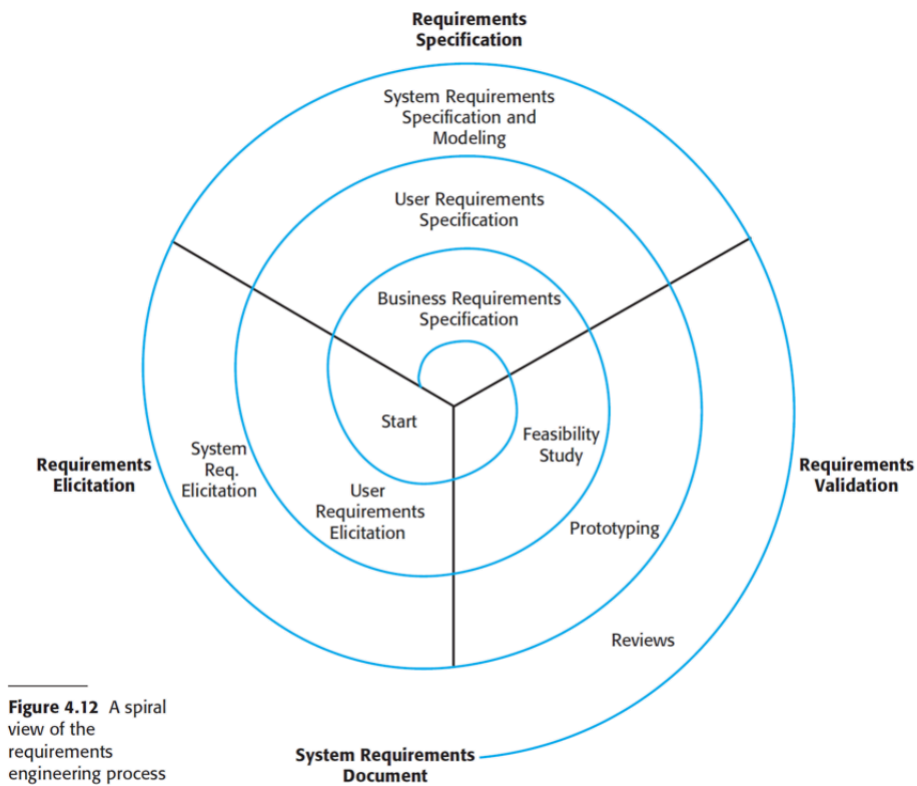 Requirements
Specification
System Requirements
Specification and
Modeling
User Requirements
Specification
Business Requirements
Specification
Start
Feasibility
Study
System
Req.
Elicitation
User
Requirements
Elicitation
Requirements
Elicitation
Requirements
Validation
Prototyping
Reviews
Figure 4.12 A spiral
view of the
requirements
engineering process
System Requirements
Document